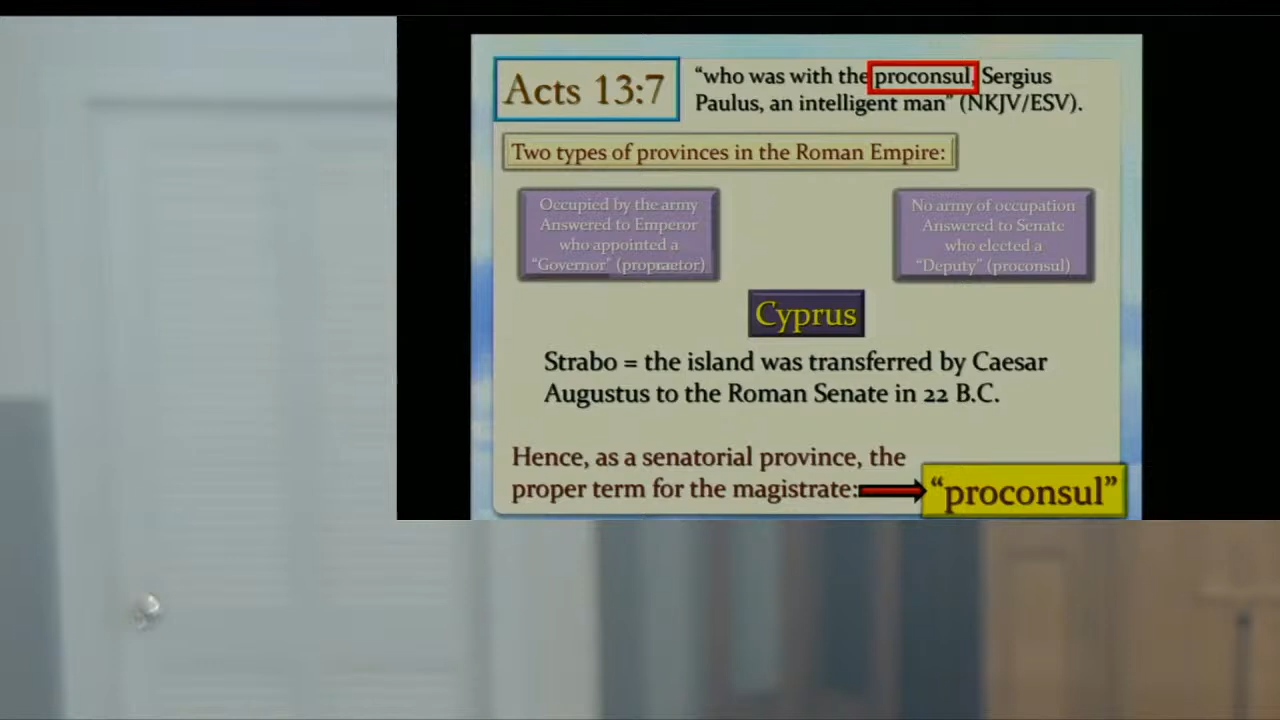 Acts 13:7
“who was with the proconsul, Sergius
Paulus, an intelligent man” (NKJV/ESV).
Two types of provinces in the Roman Empire:
Occupied by the army
Answered to Emperor
who appointed a
“Governor” (propraetor)
No army of occupation
Answered to Senate
who elected a
“Deputy” (proconsul)
Cyprus
Strabo = the island was transferred by Caesar
Augustus to the Roman Senate in 22 B.C.
Hence, as a senatorial province, the
proper term for the magistrate:
“proconsul”